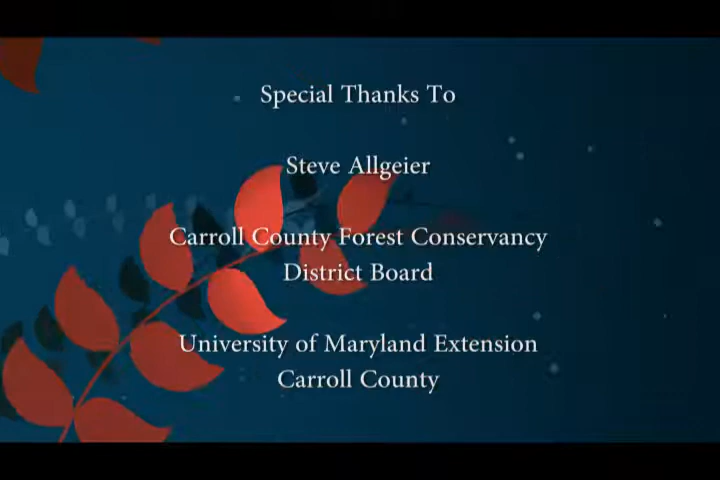 Special Thanks To
Steve Allgeier
Carroll County Forest Conservancy
District Board
University of Maryland Extension
Carroll County